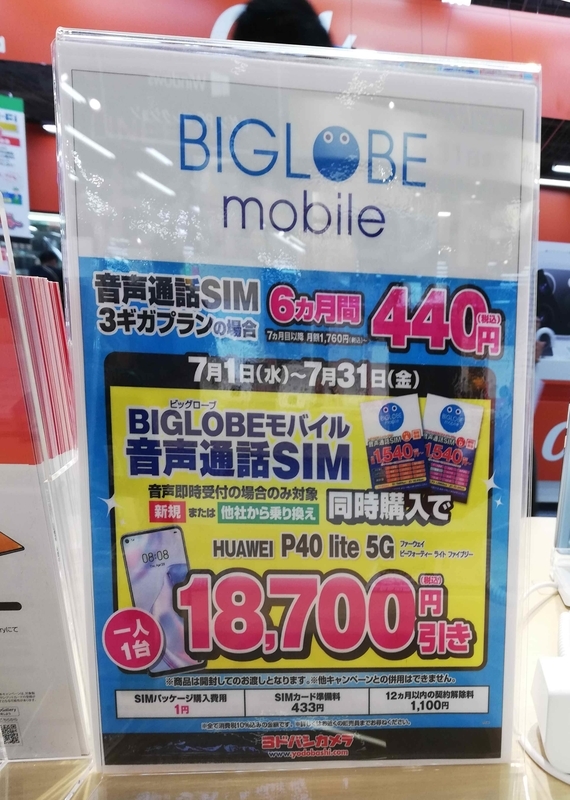 BIGLOBE
mobile
音声通話SIM
3ギガプランの場合
6カ月間
7ヵ月目以降 月額1,760円(税込)~
440円(税込)
7月1日(水)~7月31日(金)
ビッグローブ
BIGLOBEモバイル
音声通話SIM
音声即時受付の場合のみ対象
新規 または 他社から乗り換え 同時購入で
HUAWEI P40 lite 5G
ファーウェイ
ピーフォーティー ライト ファイブジー
08:08
18,700円(税込)引き
一人
1台
※商品は開封してのお渡しとなります。※他キャンペーンとの併用はできません。
SIMパッケージ購入費用 SIMカード準備料 12ヵ月以内の契約解除料
1円 433円 1,100円
ヨドバシカメラ
www.yodobashi.com